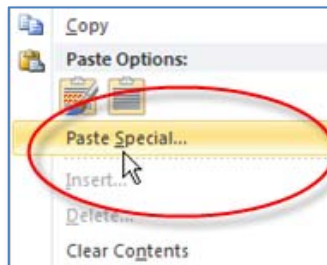 Copy
Paste Options:
Paste Special...
Insert...
Delete...
Clear Contents